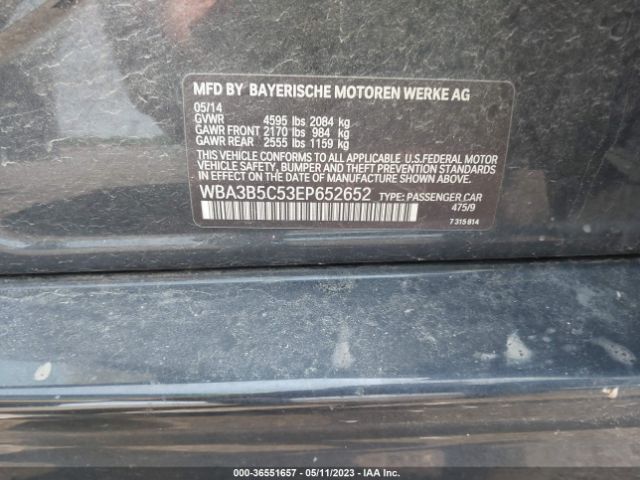 MFD BY BAYERISCHE MOTOREN WERKE AG
05/14
GVWR 4595 lbs 2084 kg
GAWR FRONT 2170 lbs 984 kg
GAWR REAR 2555 lbs 1159 kg
THIS VEHICLE CONFORMS TO ALL APPLICABLE U.S.FEDERAL MOTOR
VEHICLE SAFETY, BUMPER, AND THEFT PREVENTION STANDARDS IN
EFFECT ON THE DATE OF MANUFACTURE SHOWN ABOVE.
WBA3B5C53EP652652 TYPE: PASSENGER CAR
475/9
7 315 814
DVSC - 36551657 - 05/11/2023 - IAA Inc.